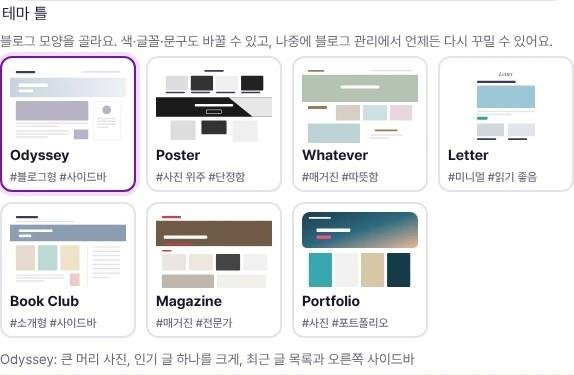 테마 틀
블로그 모양을 골라요. 색·글꼴·문구도 바꿀 수 있고, 나중에 블로그 관리에서 언제든 다시 꾸밀 수 있어요.
Odyssey
#블로그형 #사이드바
Poster
#사진 위주 #단정함
Whatever
#매거진 #따뜻함
Letter
Letter
#미니멀 #읽기 좋음
Book Club
#소개형 #사이드바
Magazine
#매거진 #전문가
Portfolio
#사진 #포트폴리오
Odyssey: 큰 머리 사진, 인기 글 하나를 크게, 최근 글 목록과 오른쪽 사이드바